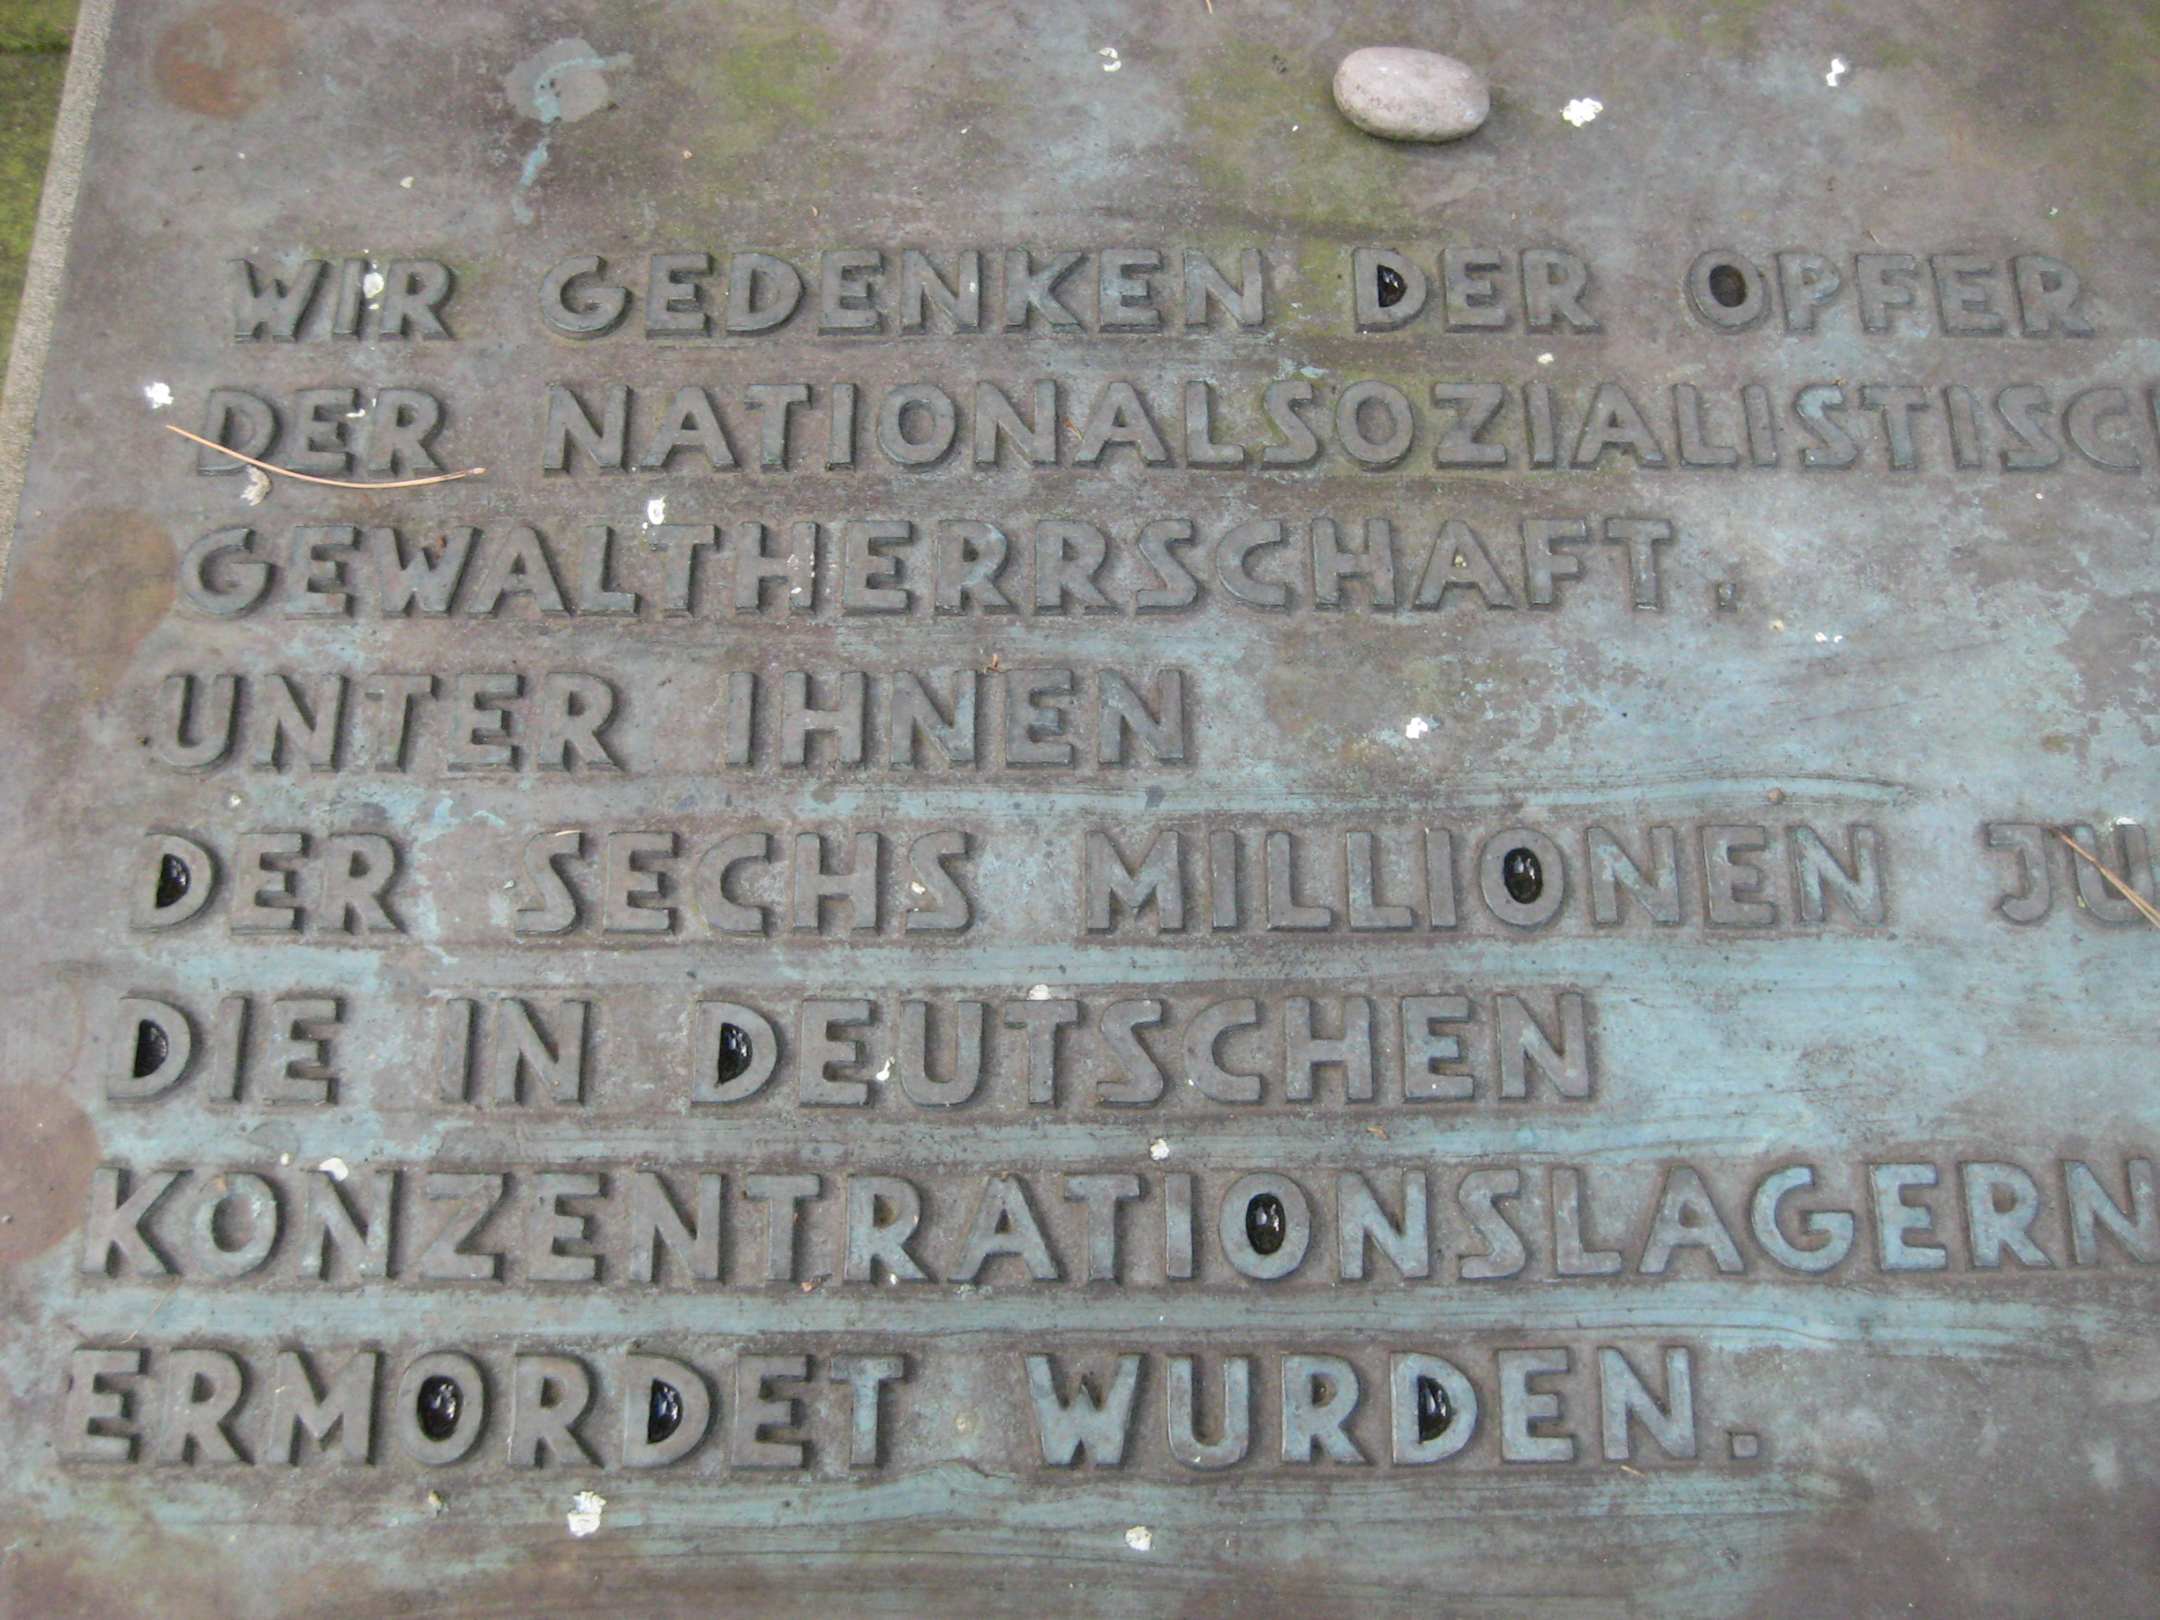 WIR GEDENKEN DER OPFER
DER NATIONALSOZIALISTISC
GEWALTHERRSCHAFT.
UNTER IHNEN
DER SECHS MILLIONEN JU
DIE IN DEUTSCHEN
KONZENTRATIONSLAGERN
ERMORDET WURDEN.